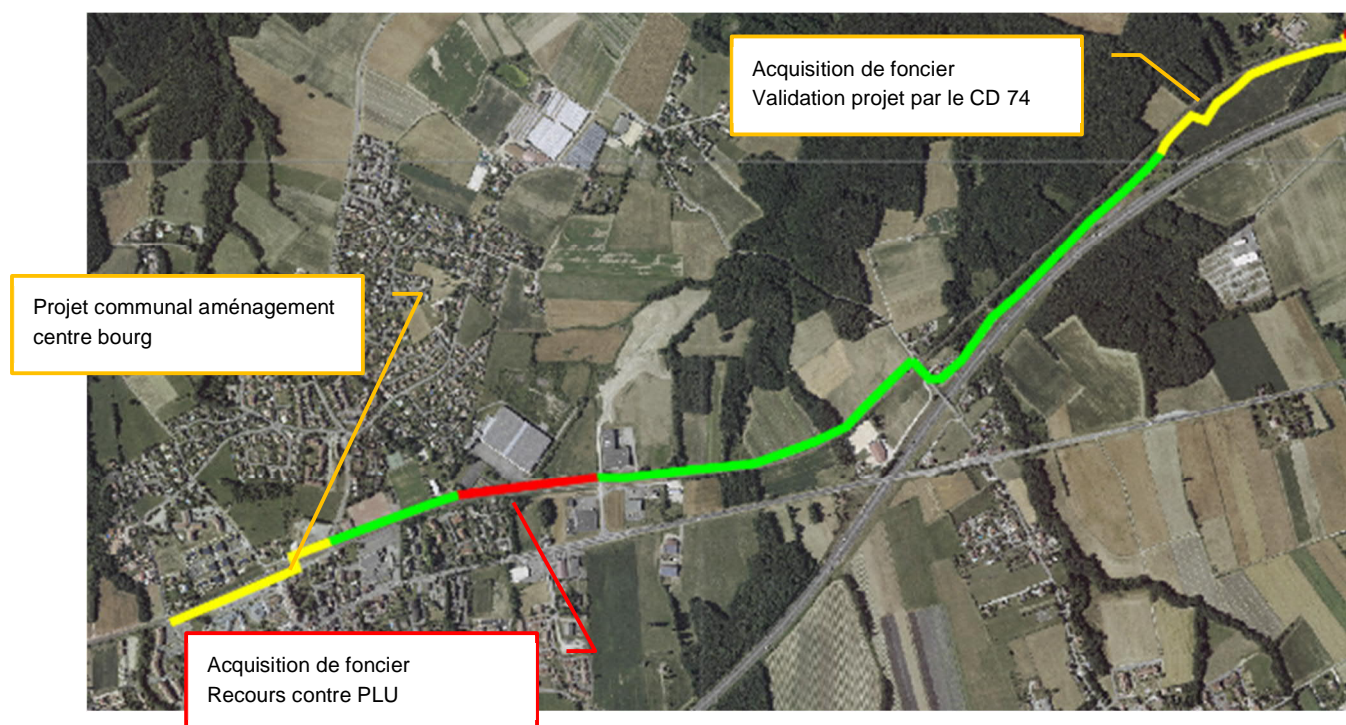 Acquisition de foncier
Validation projet par le CD 74
Projet communal aménagement
centre bourg
Acquisition de foncier
Recours contre PLU